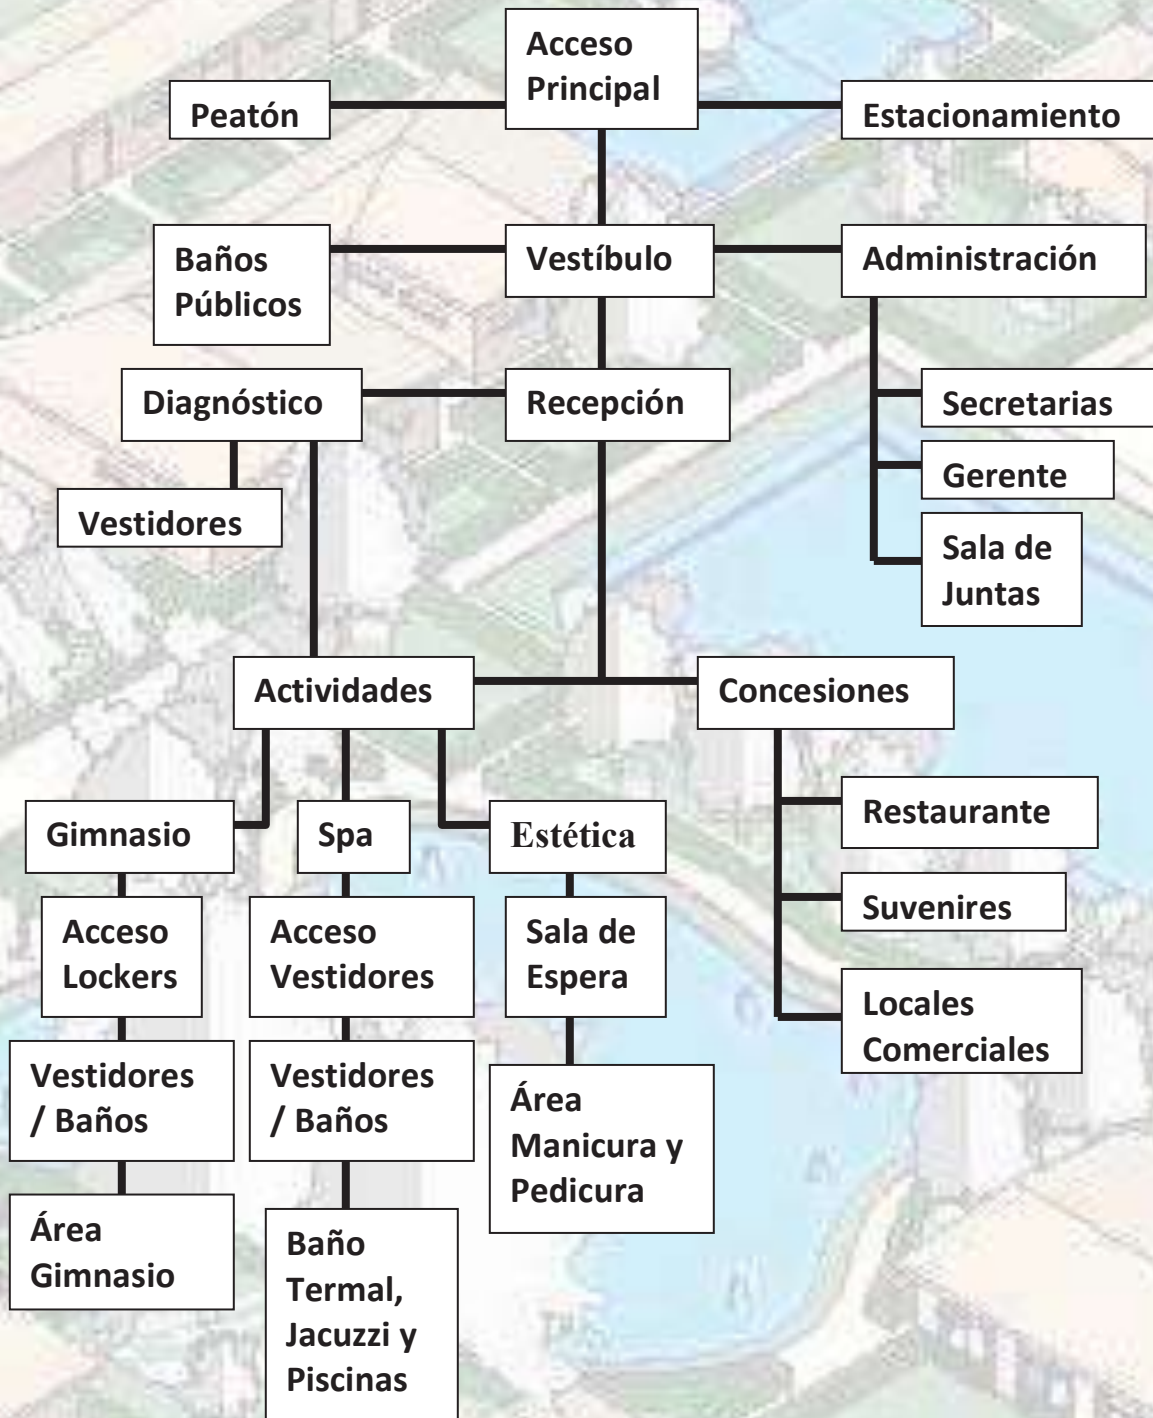 Acceso
Principal
Peatón
Estacionamiento
Baños
Públicos
Vestíbulo
Administración
Diagnóstico
Recepción
Secretarias
Gerente
Vestidores
Sala de
Juntas
Actividades
Concesiones
Gimnasio
Spa
Estética
Restaurante
Acceso
Lockers
Acceso
Vestidores
Sala de
Espera
Suvenires
Locales
Comerciales
Vestidores
/ Baños
Vestidores
/ Baños
Área
Manicura y
Pedicura
Área
Gimnasio
Baño
Termal,
Jacuzzi y
Piscinas